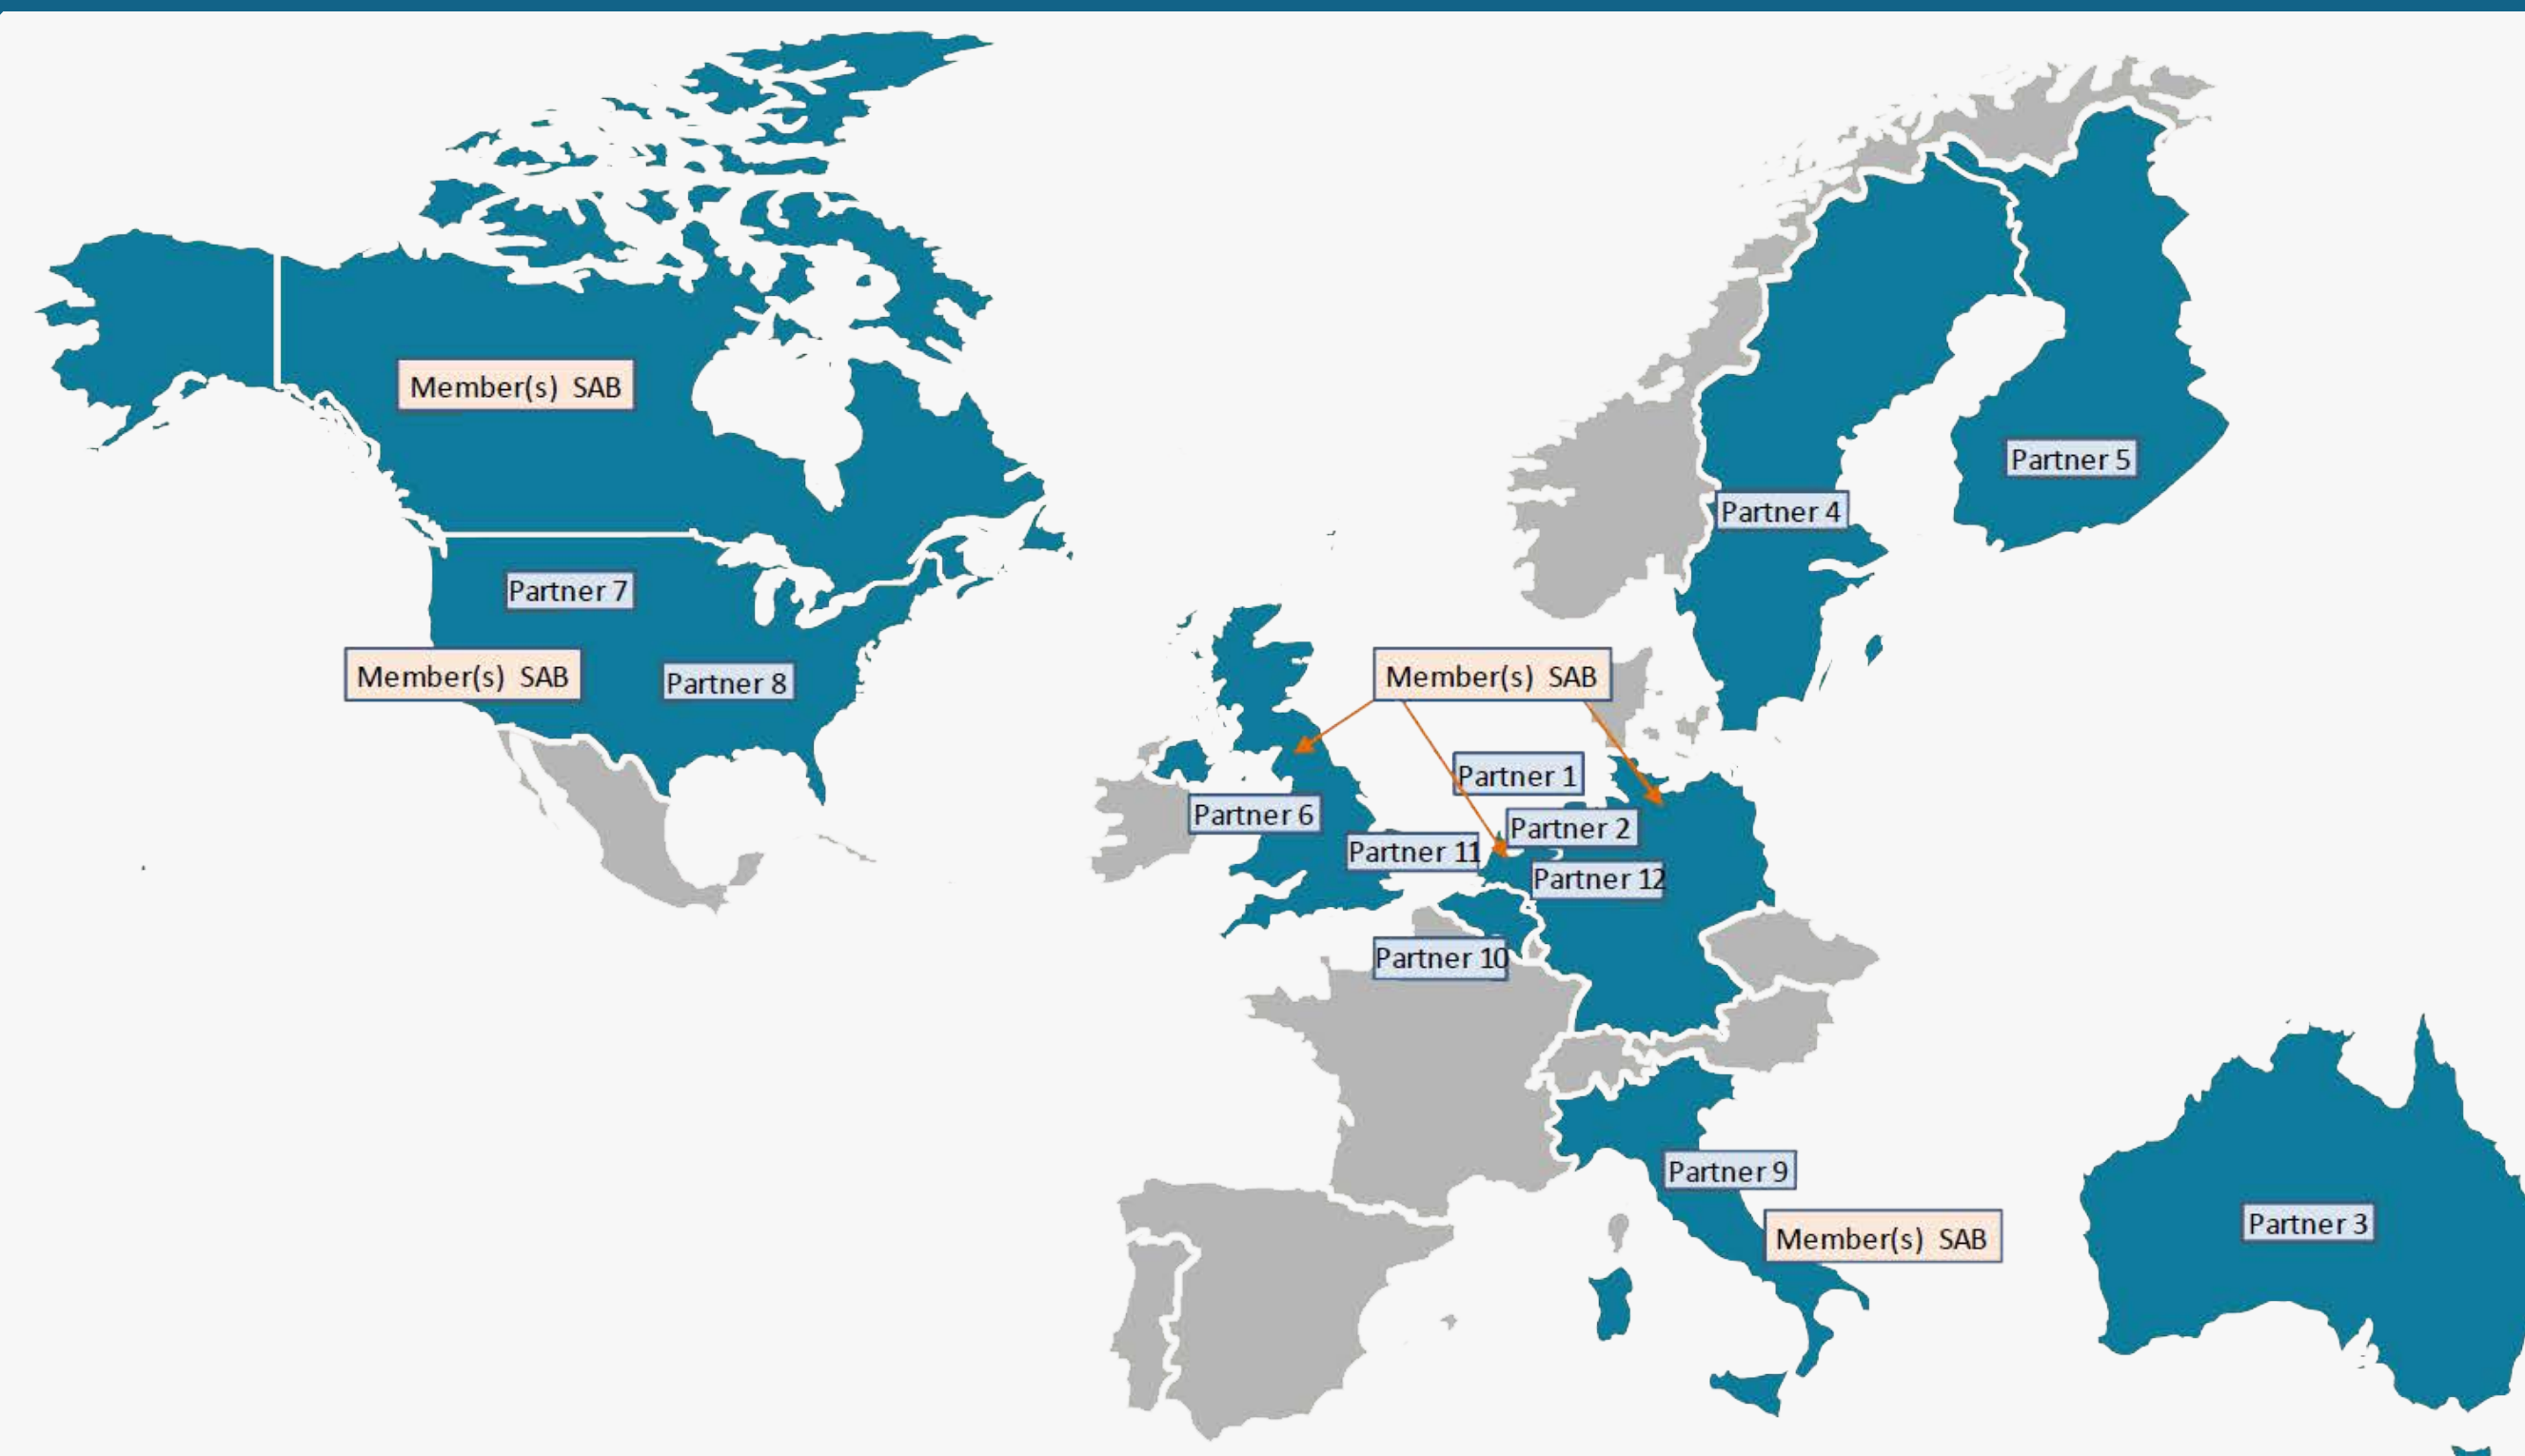 Member(s) SAB
Partner 5
Partner 4
Partner 7
Member(s) SAB
Partner 8
Member(s) SAB
Partner 1
Partner 6
Partner 2
Partner 11
Partner 12
Partner 10
Partner 9
Partner 3
Member(s) SAB